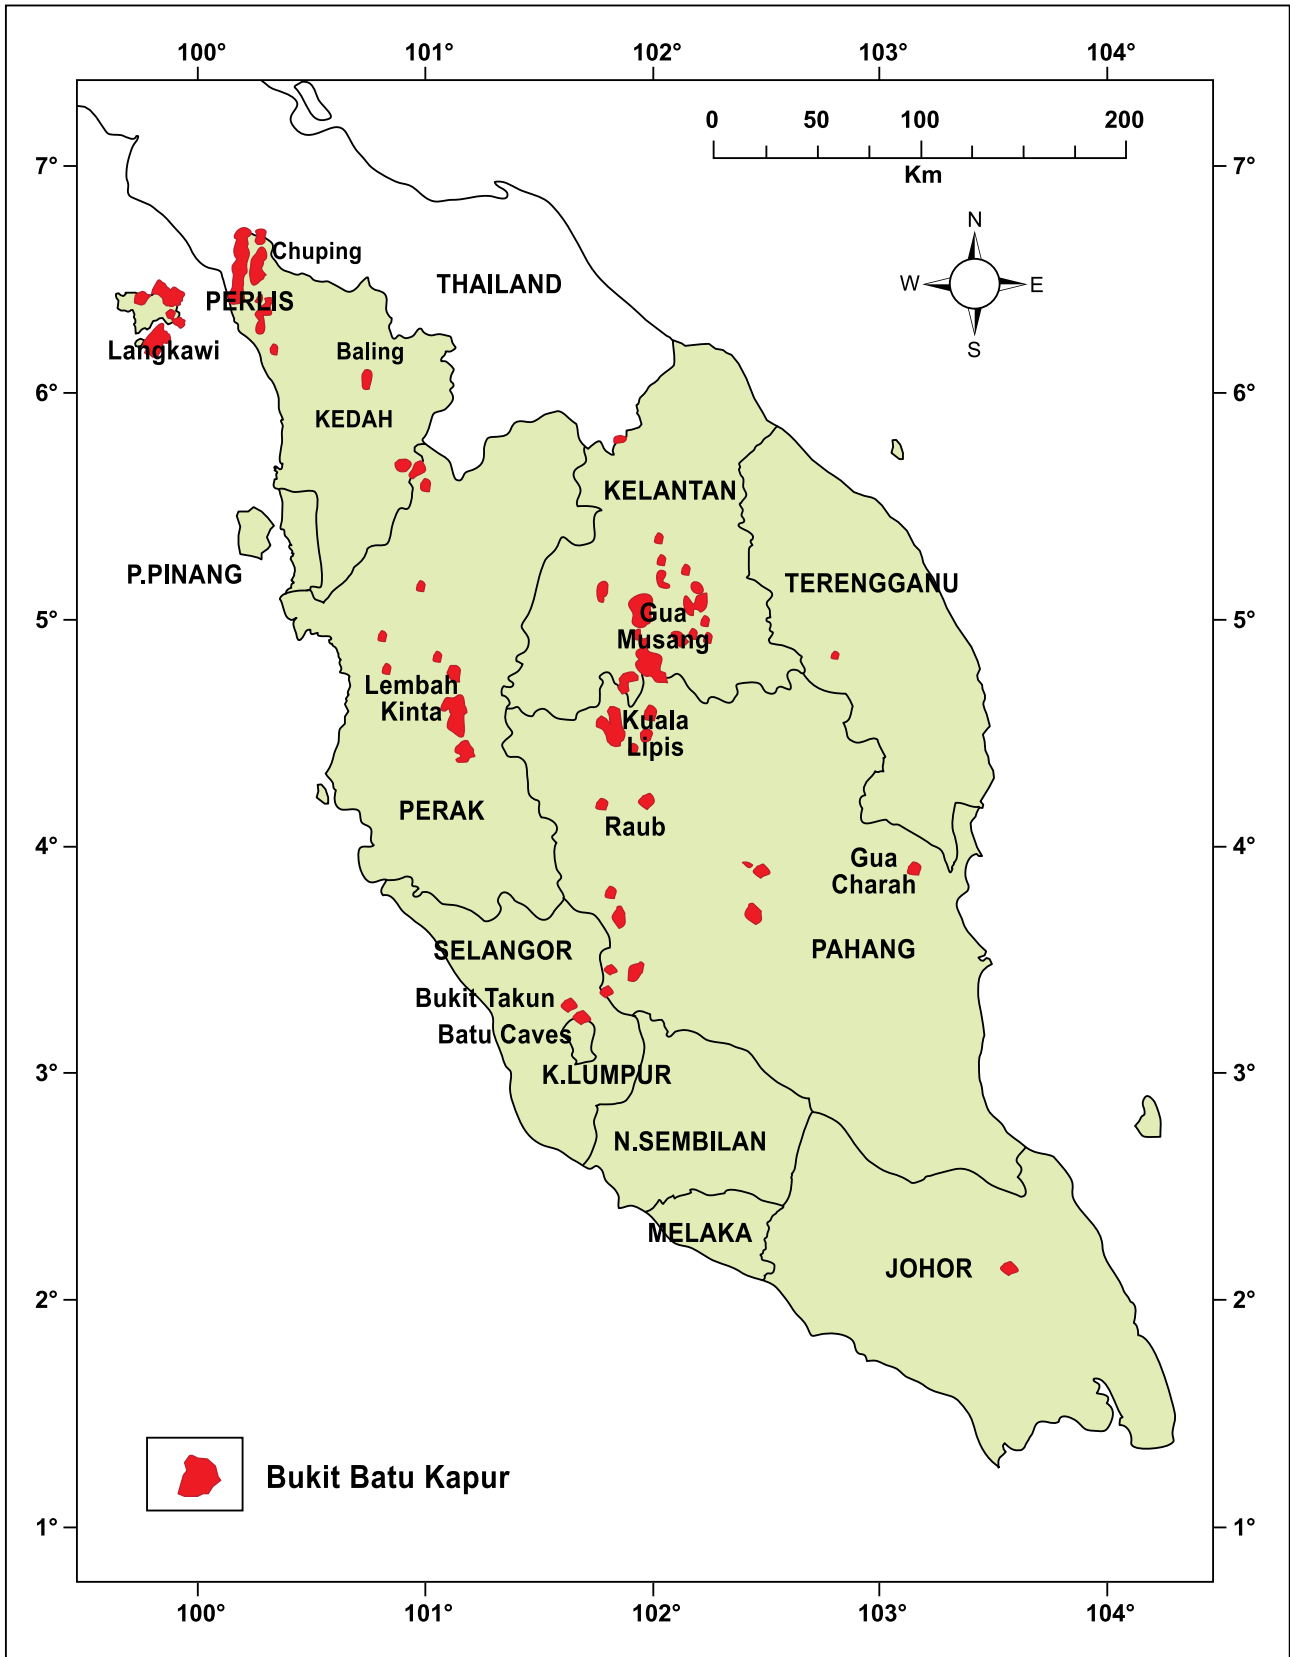 100° 101° 102° 103° 104°
0 50 100 200
Km
7° 7°
N
W E
S
Chuping
THAILAND
PERLIS
Langkawi
Baling
6° 6°
KEDAH
KELANTAN
P.PINANG
TERENGGANU
5° 5°
Gua
Musang
Lembah
Kinta
Kuala
Lipis
PERAK
Raub
4° 4°
Gua
Charah
SELANGOR
PAHANG
Bukit Takun
Batu Caves
3° 3°
K.LUMPUR
N.SEMBILAN
MELAKA
JOHOR
2° 2°
Bukit Batu Kapur
1° 1°
100° 101° 102° 103° 104°